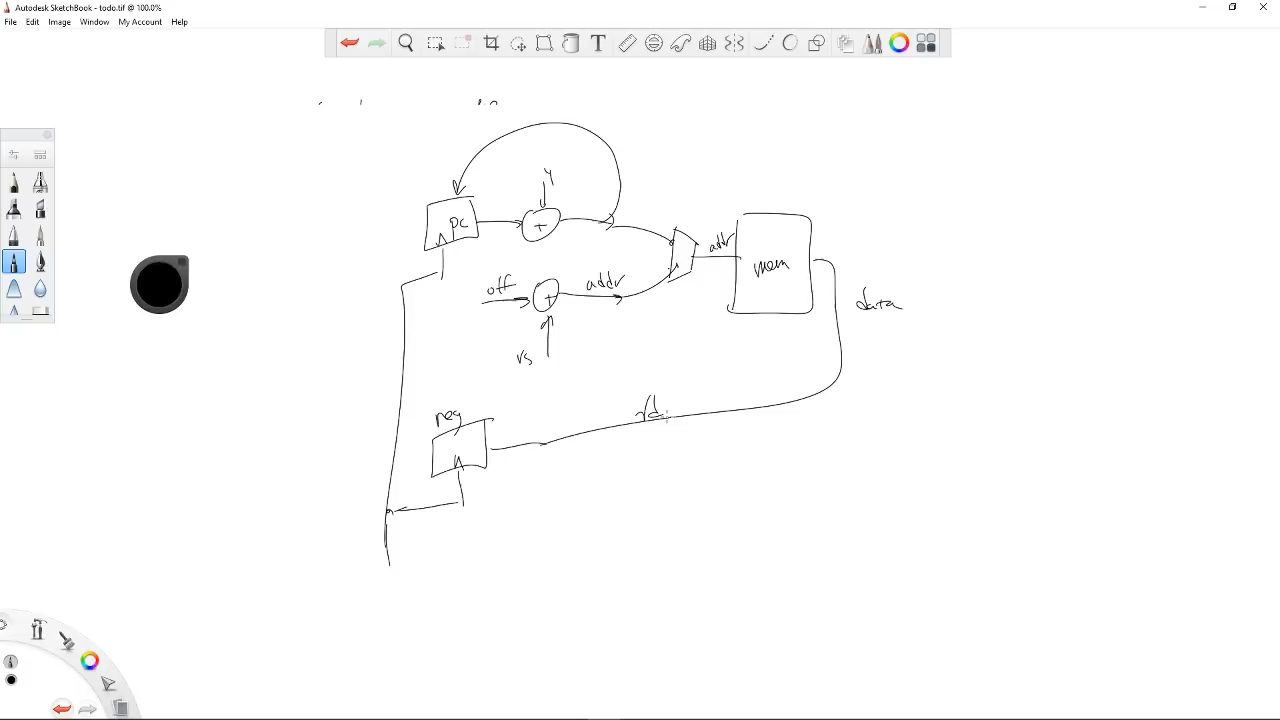 Autodesk SketchBook - todo.tif @ 100.0%
File Edit Image Window My Account Help
4
pc
+
addr
mem
off
+
addr
data
rs
rd
reg